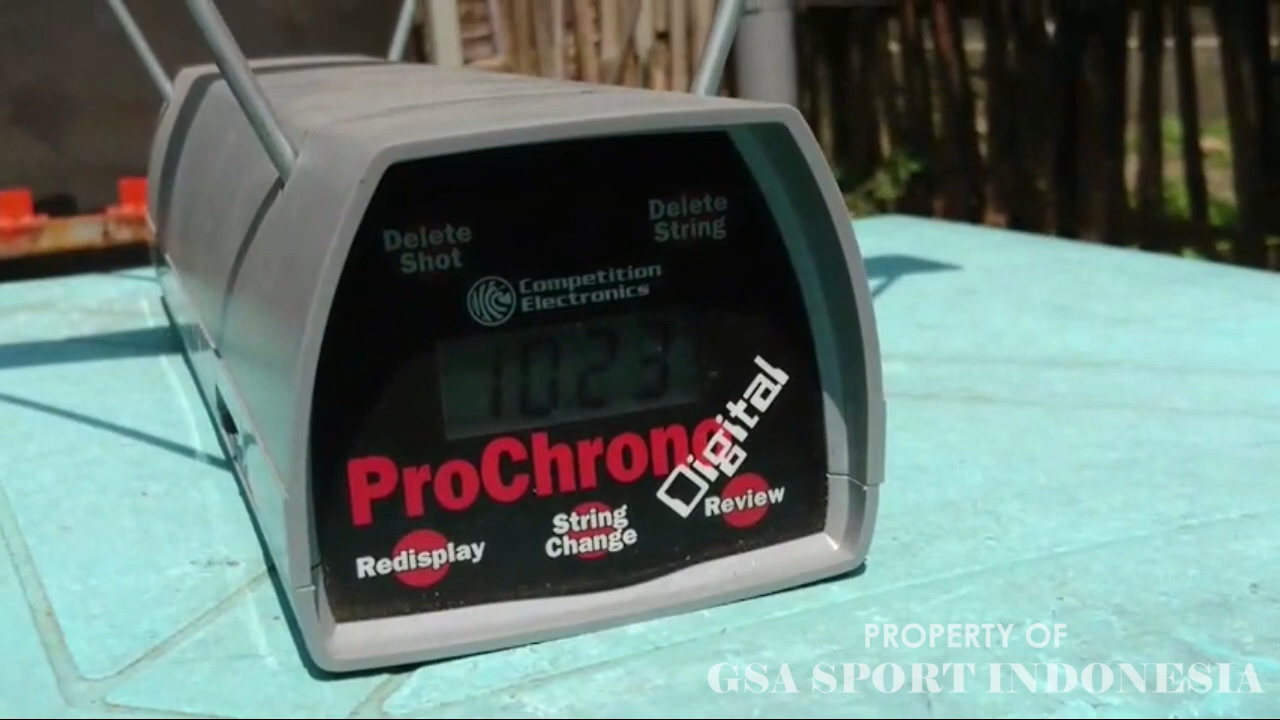 Delete
Shot
Delete
String
Competition
Electronics
1023
ProChrono
Digital
Redisplay
String
Change
Review
PROPERTY OF
GSA SPORT INDONESIA